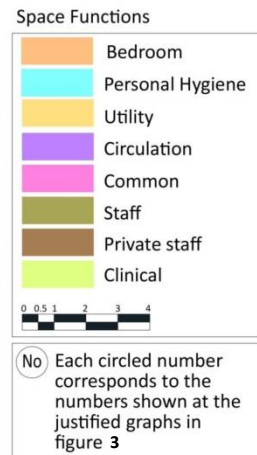 Space Functions
Bedroom
Personal Hygiene
Utility
Circulation
Common
Staff
Private staff
Clinical
0 0.5 1 2 3 4
No Each circled number
corresponds to the
numbers shown at the
justified graphs in
figure 3